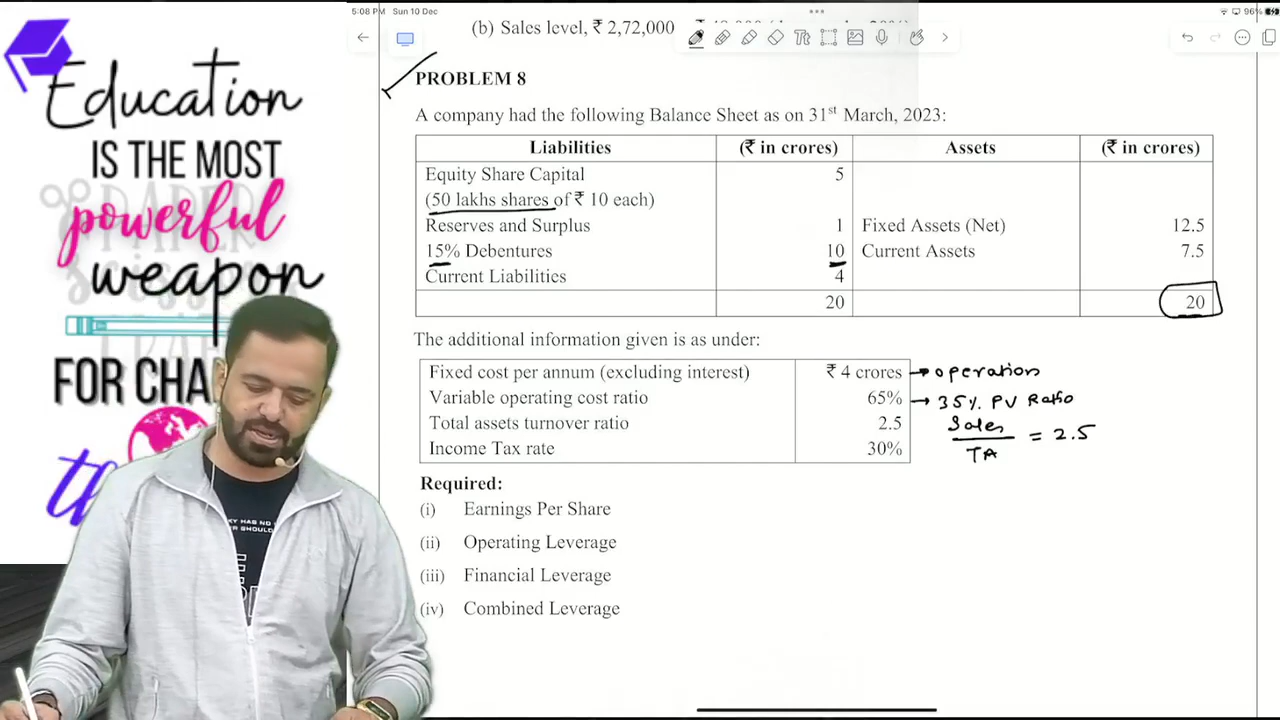 5:08 PM Sun 10 Dec
96%
(b) Sales level, ₹ 2,72,000
PROBLEM 8
A company had the following Balance Sheet as on 31st March, 2023:
Liabilities (₹ in crores) Assets (₹ in crores)
Equity Share Capital 5
(50 lakhs shares of ₹ 10 each)
Reserves and Surplus 1 Fixed Assets (Net) 12.5
15% Debentures 10 Current Assets 7.5
Current Liabilities 4
20 20
The additional information given is as under:
Fixed cost per annum (excluding interest) ₹ 4 crores → operations
Variable operating cost ratio 65% → 35% PV Ratio
Total assets turnover ratio 2.5
Sales / TA = 2.5
Income Tax rate 30%
Required:
(i) Earnings Per Share
(ii) Operating Leverage
(iii) Financial Leverage
(iv) Combined Leverage
Education
IS THE MOST
powerful
weapon
FOR CHA